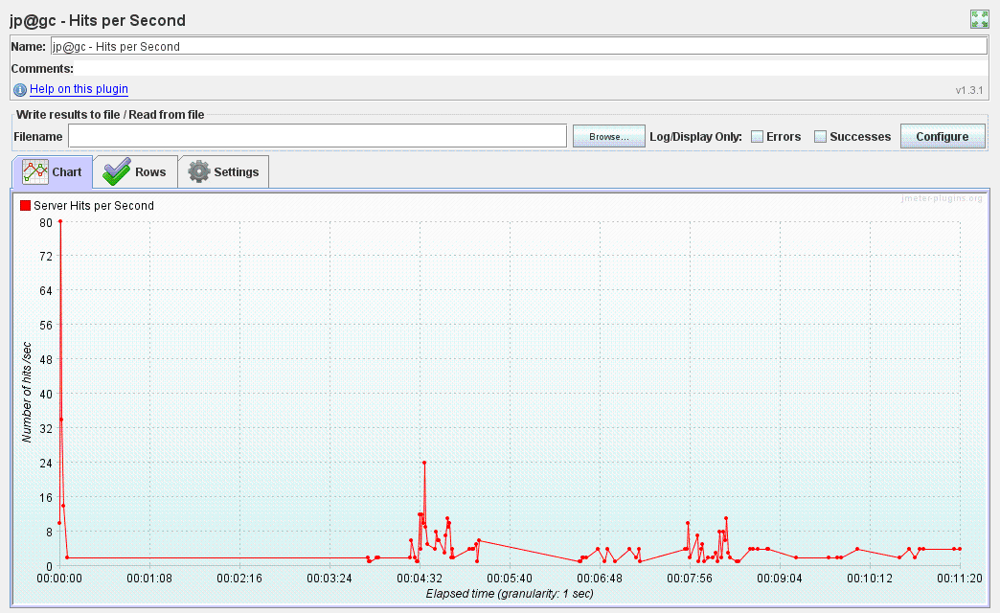 jp@gc - Hits per Second
Name: jp@gc - Hits per Second
Comments:
Help on this plugin
v1.3.1
Write results to file / Read from file
Filename Browse... Log/Display Only: Errors Successes Configure
Chart Rows Settings
Server Hits per Second
jmeter-plugins.org
80
72
64
56
48
40
32
24
16
8
0
Number of hits /sec
00:00:00 00:01:08 00:02:16 00:03:24 00:04:32 00:05:40 00:06:48 00:07:56 00:09:04 00:10:12 00:11:20
Elapsed time (granularity: 1 sec)